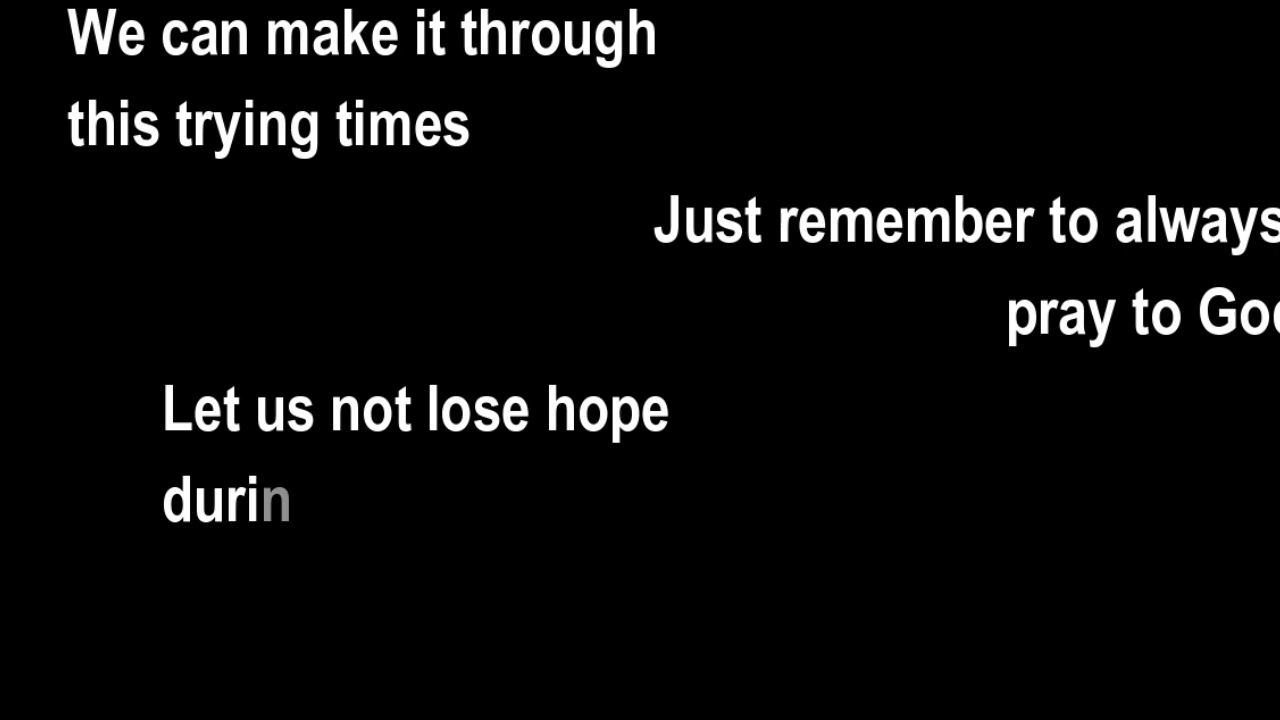 We can make it through
this trying times
Just remember to always
pray to Go
Let us not lose hope
durin